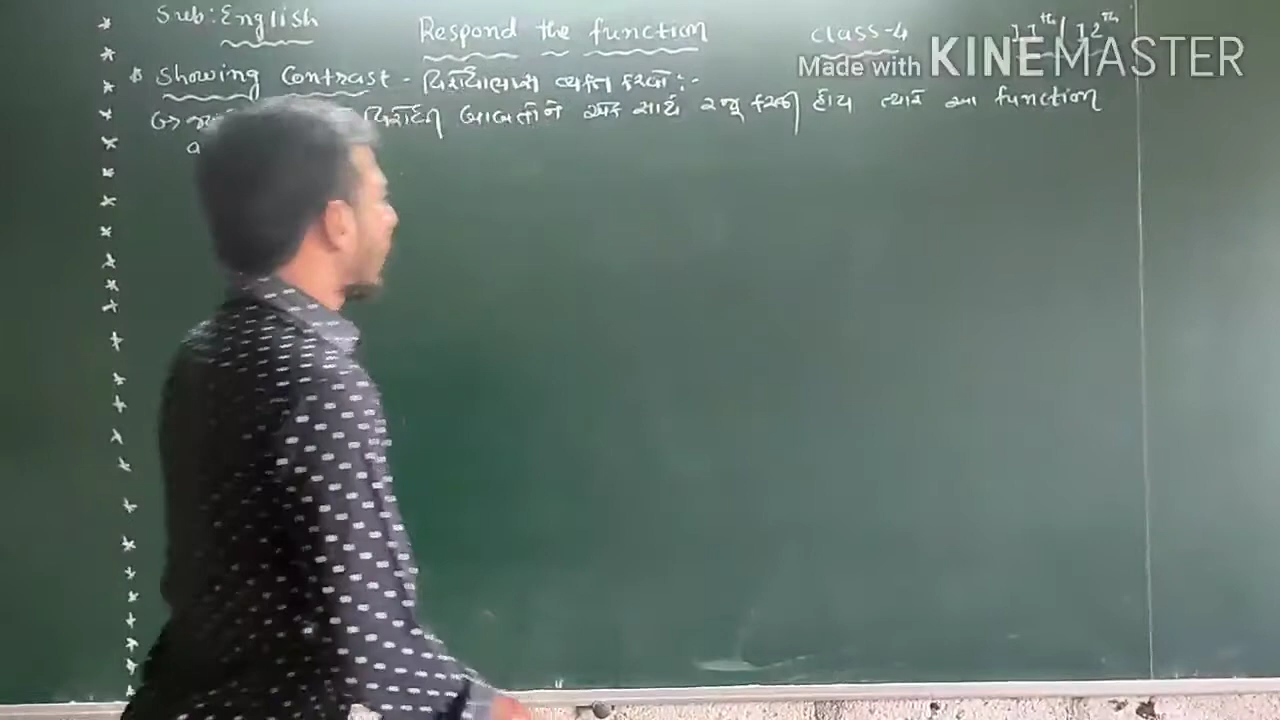 Sub: English Respond the function Class-4 11th / 12th
Made with KINEMASTER
* Showing Contrast - વિરોધાભાસ વ્યક્ત કરવો :-
વિરોધી બાબતોને એક સાથે રજૂ કરવી હોય ત્યારે આ function